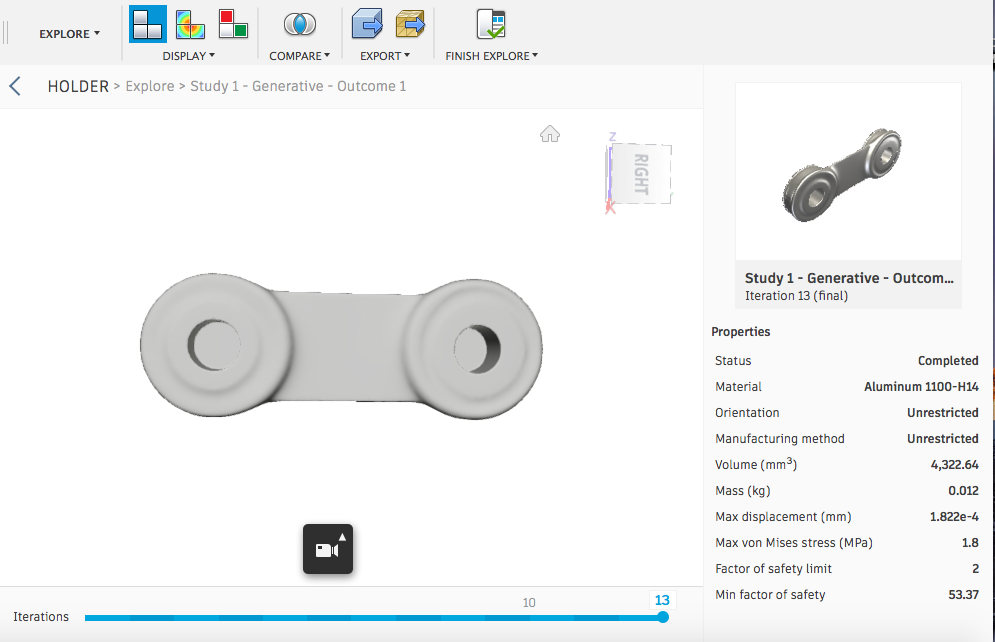 EXPLORE
DISPLAY
COMPARE
EXPORT
FINISH EXPLORE
HOLDER > Explore > Study 1 - Generative - Outcome 1
Z
RIGHT
X
Study 1 - Generative - Outcom...
Iteration 13 (final)
Properties
Status Completed
Material Aluminum 1100-H14
Orientation Unrestricted
Manufacturing method Unrestricted
Volume (mm³) 4,322.64
Mass (kg) 0.012
Max displacement (mm) 1.822e-4
Max von Mises stress (MPa) 1.8
Factor of safety limit 2
Min factor of safety 53.37
10 13
Iterations